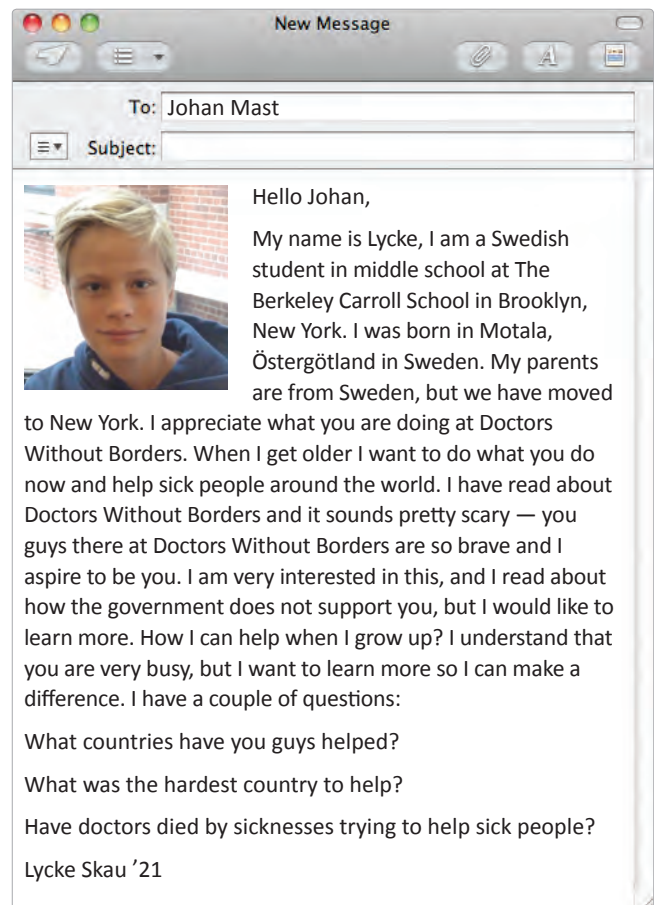 New Message
To: Johan Mast
Subject:
Hello Johan,
My name is Lycke, I am a Swedish
student in middle school at The
Berkeley Carroll School in Brooklyn,
New York. I was born in Motala,
Östergötland in Sweden. My parents
are from Sweden, but we have moved
to New York. I appreciate what you are doing at Doctors
Without Borders. When I get older I want to do what you do
now and help sick people around the world. I have read about
Doctors Without Borders and it sounds pretty scary — you
guys there at Doctors Without Borders are so brave and I
aspire to be you. I am very interested in this, and I read about
how the government does not support you, but I would like to
learn more. How I can help when I grow up? I understand that
you are very busy, but I want to learn more so I can make a
difference. I have a couple of questions:
What countries have you guys helped?
What was the hardest country to help?
Have doctors died by sicknesses trying to help sick people?
Lycke Skau ’21